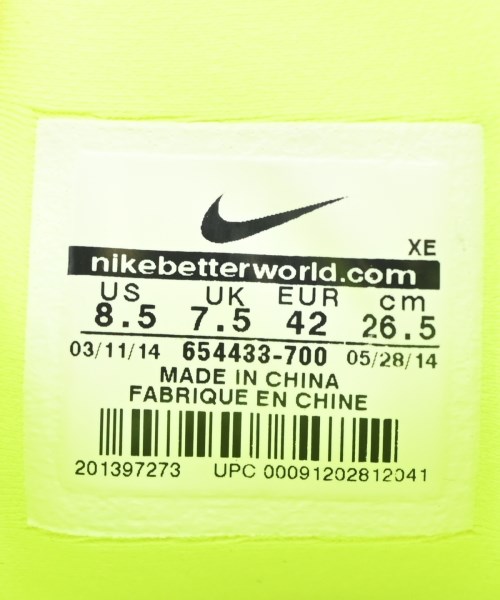 XE
nikebetterworld.com
US UK EUR cm
8.5 7.5 42 26.5
03/11/14 654433-700 05/28/14
MADE IN CHINA
FABRIQUE EN CHINE
201397273 UPC 00091202812041